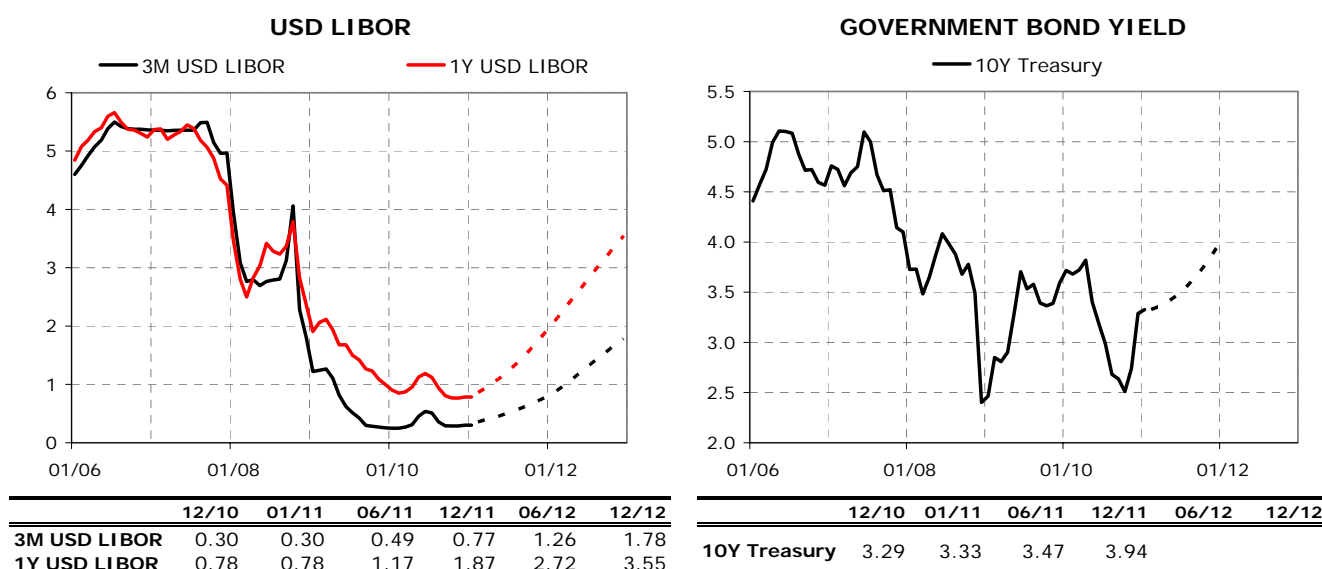 USD LIBOR
3M USD LIBOR 1Y USD LIBOR
6
5
4
3
2
1
0
01/06 01/08 01/10 01/12
12/10 01/11 06/11 12/11 06/12 12/12
3M USD LIBOR 0.30 0.30 0.49 0.77 1.26 1.78
1Y USD LIBOR 0.78 0.78 1.17 1.87 2.72 3.55
GOVERNMENT BOND YIELD
10Y Treasury
5.5
5.0
4.5
4.0
3.5
3.0
2.5
2.0
01/06 01/08 01/10 01/12
12/10 01/11 06/11 12/11 06/12 12/12
10Y Treasury 3.29 3.33 3.47 3.94